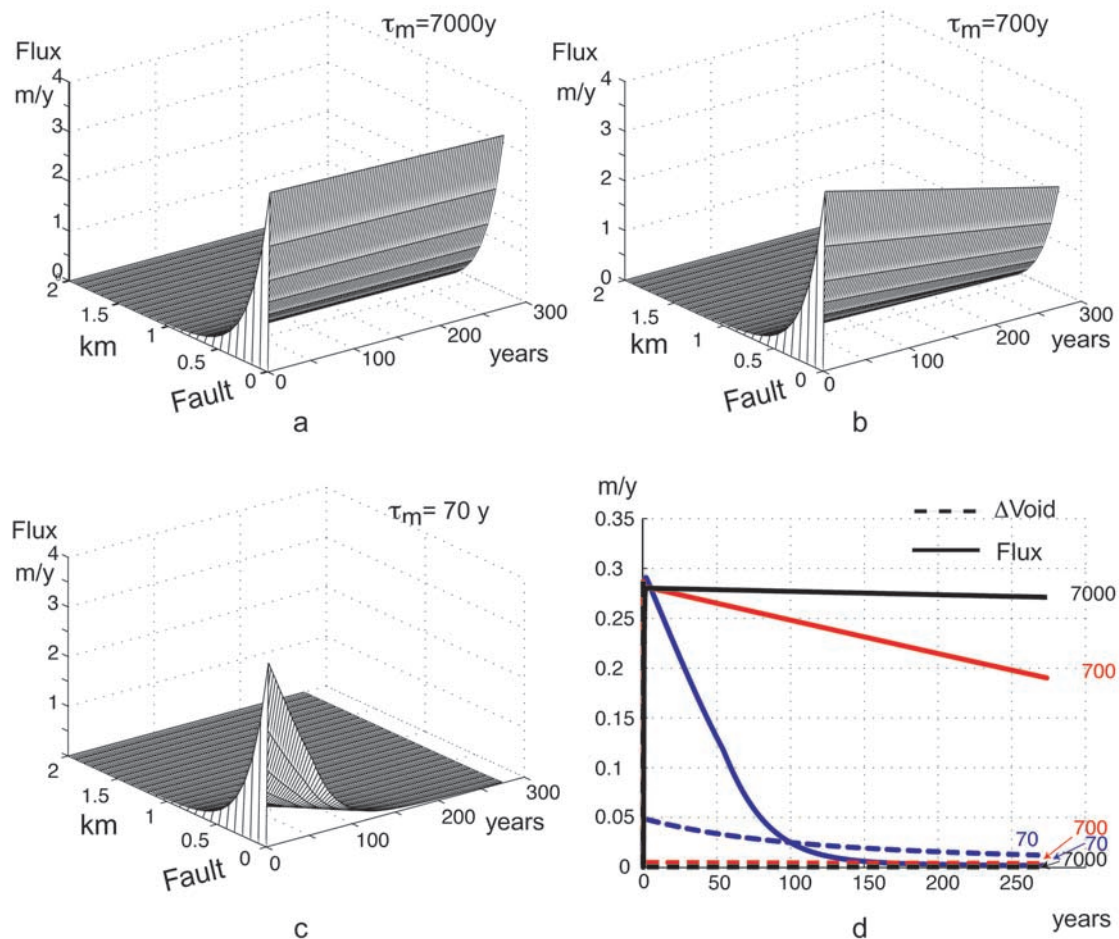 τm=7000y
Flux
m/y
4
3
2
1
0
2
1.5
1
0.5
0
km
Fault
0
100
200
300
years
a
τm=700y
Flux
m/y
4
3
2
1
0
2
1.5
1
0.5
0
km
Fault
0
100
200
300
years
b
τm= 70 y
Flux
m/y
4
3
2
1
2
1.5
1
0.5
0
km
Fault
0
100
200
300
years
c
m/y
0.35
0.3
0.25
0.2
0.15
0.1
0.05
0
ΔVoid
Flux
7000
700
70
700
70
7000
0
50
100
150
200
250
years
d